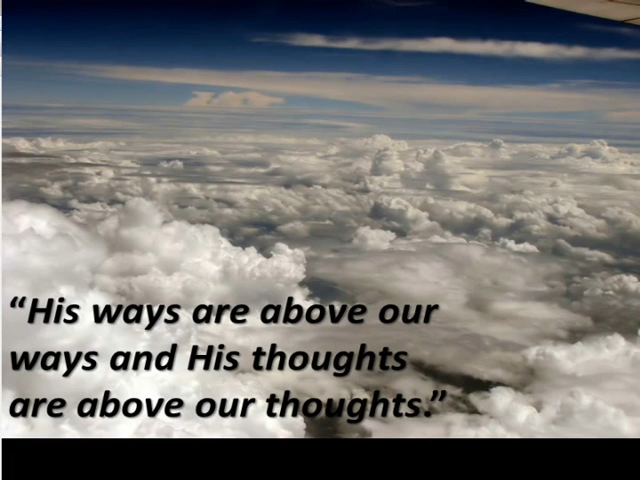 “His ways are above our
ways and His thoughts
are above our thoughts.”